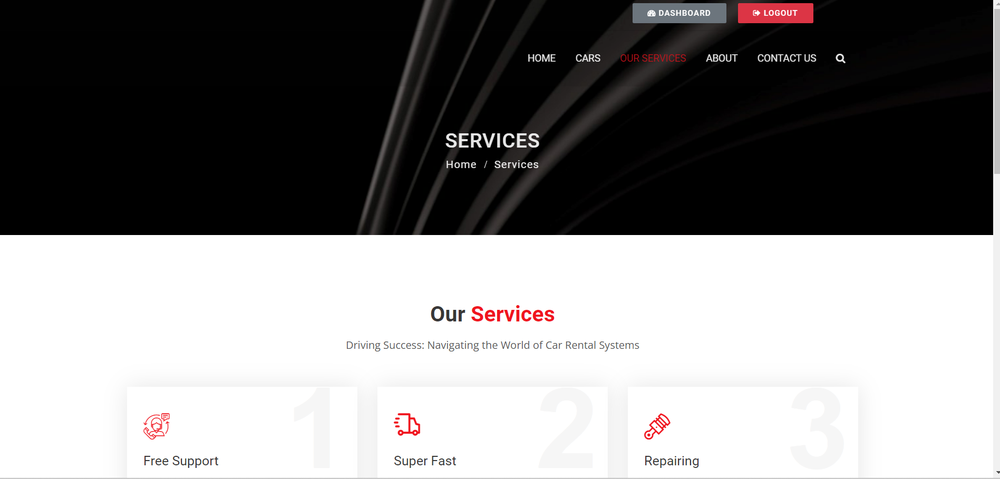 DASHBOARD LOGOUT
HOME CARS OUR SERVICES ABOUT CONTACT US
SERVICES
Home / Services
Our Services
Driving Success: Navigating the World of Car Rental Systems
1 2 3
Free Support Super Fast Repairing